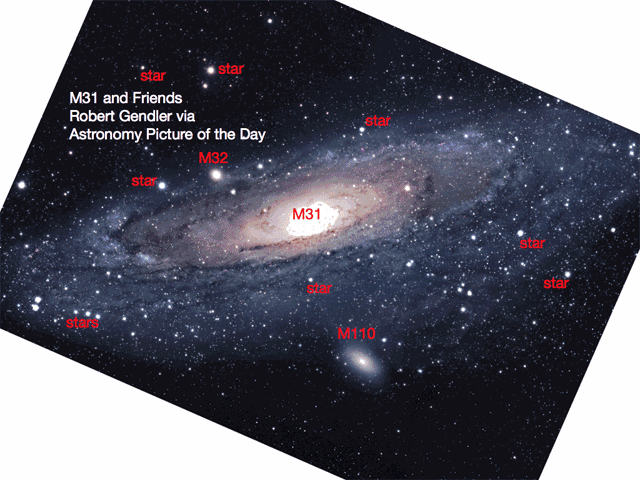 star
star
M31 and Friends
Robert Gendler via
Astronomy Picture of the Day
star
M32
star
M31
star
star
star
stars
M110